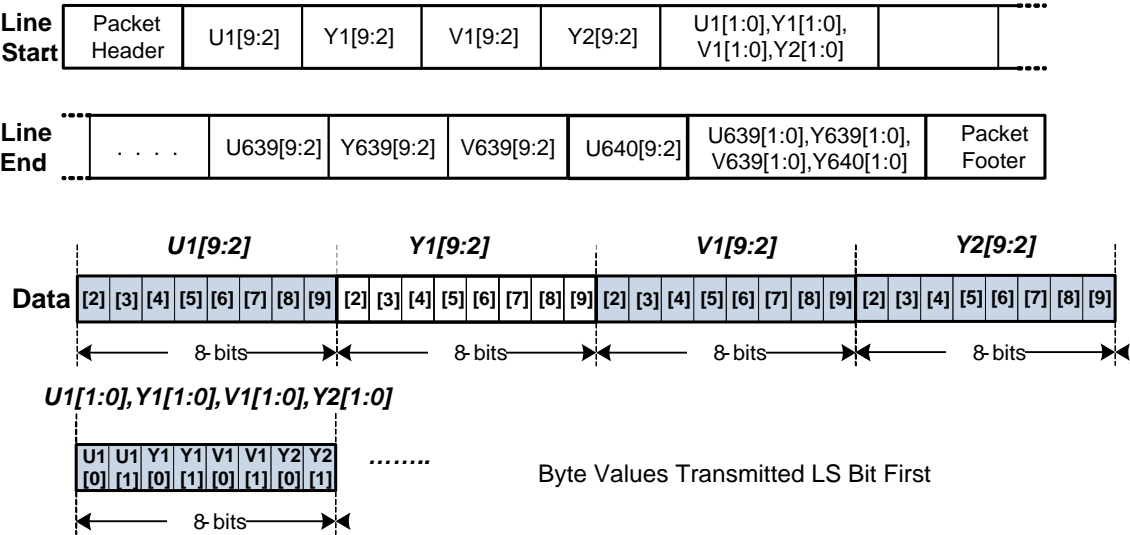 Line Start
Packet Header
U1[9:2]
Y1[9:2]
V1[9:2]
Y2[9:2]
U1[1:0],Y1[1:0],
V1[1:0],Y2[1:0]
Line End
. . . .
U639[9:2]
Y639[9:2]
V639[9:2]
U640[9:2]
U639[1:0],Y639[1:0],
V639[1:0],Y640[1:0]
Packet Footer
U1[9:2] Y1[9:2] V1[9:2] Y2[9:2]
Data [2] [3] [4] [5] [6] [7] [8] [9] [2] [3] [4] [5] [6] [7] [8] [9] [2] [3] [4] [5] [6] [7] [8] [9] [2] [3] [4] [5] [6] [7] [8] [9]
8-bits 8-bits 8-bits 8-bits
U1[1:0],Y1[1:0],V1[1:0],Y2[1:0]
U1 U1 Y1 Y1 V1 V1 Y2 Y2
[0] [1] [0] [1] [0] [1] [0] [1]
........
Byte Values Transmitted LS Bit First
8-bits